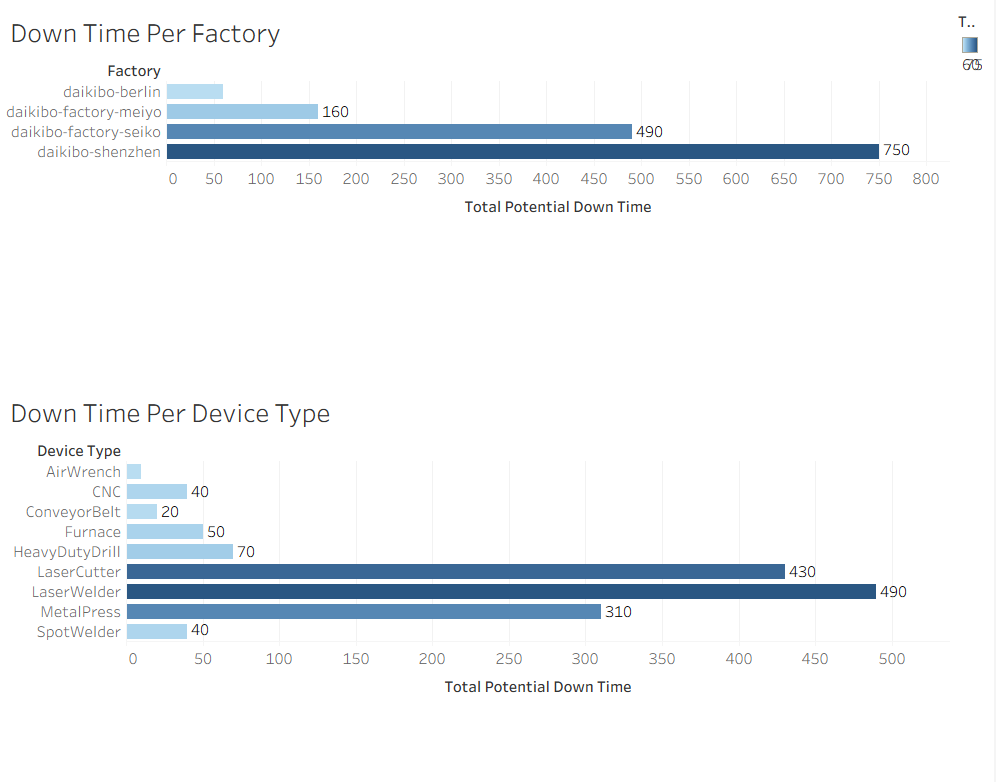 Down Time Per Factory
T..
Factory
daikibo-berlin
daikibo-factory-meiyo 160
daikibo-factory-seiko 490
daikibo-shenzhen 750
0 50 100 150 200 250 300 350 400 450 500 550 600 650 700 750 800
Total Potential Down Time
Down Time Per Device Type
Device Type
AirWrench
CNC 40
ConveyorBelt 20
Furnace 50
HeavyDutyDrill 70
LaserCutter 430
LaserWelder 490
MetalPress 310
SpotWelder 40
0 50 100 150 200 250 300 350 400 450 500
Total Potential Down Time